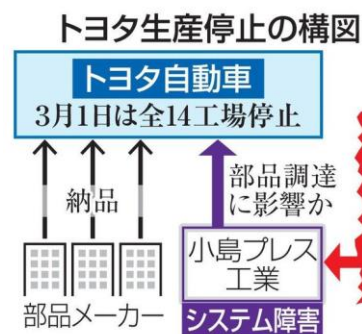 トヨタ生産停止の構図
トヨタ自動車
3月1日は全14工場停止
納品
部品調達
に影響か
部品メーカー
小島プレス
工業
システム障害